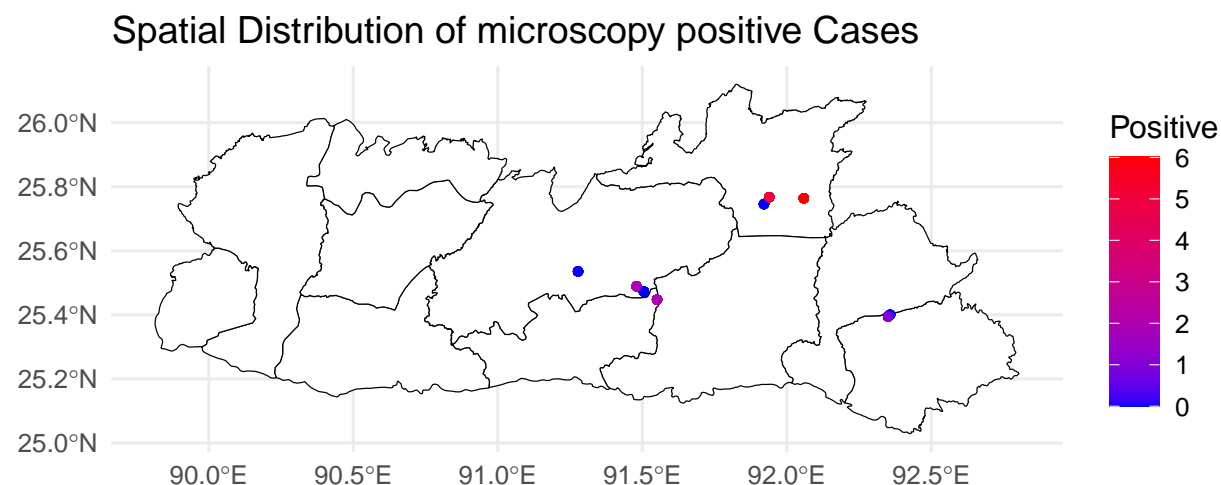 Spatial Distribution of microscopy positive Cases
26.0°N
25.8°N
25.6°N
25.4°N
25.2°N
25.0°N
90.0°E
90.5°E
91.0°E
91.5°E
92.0°E
92.5°E
Positive
6
5
4
3
2
1
0